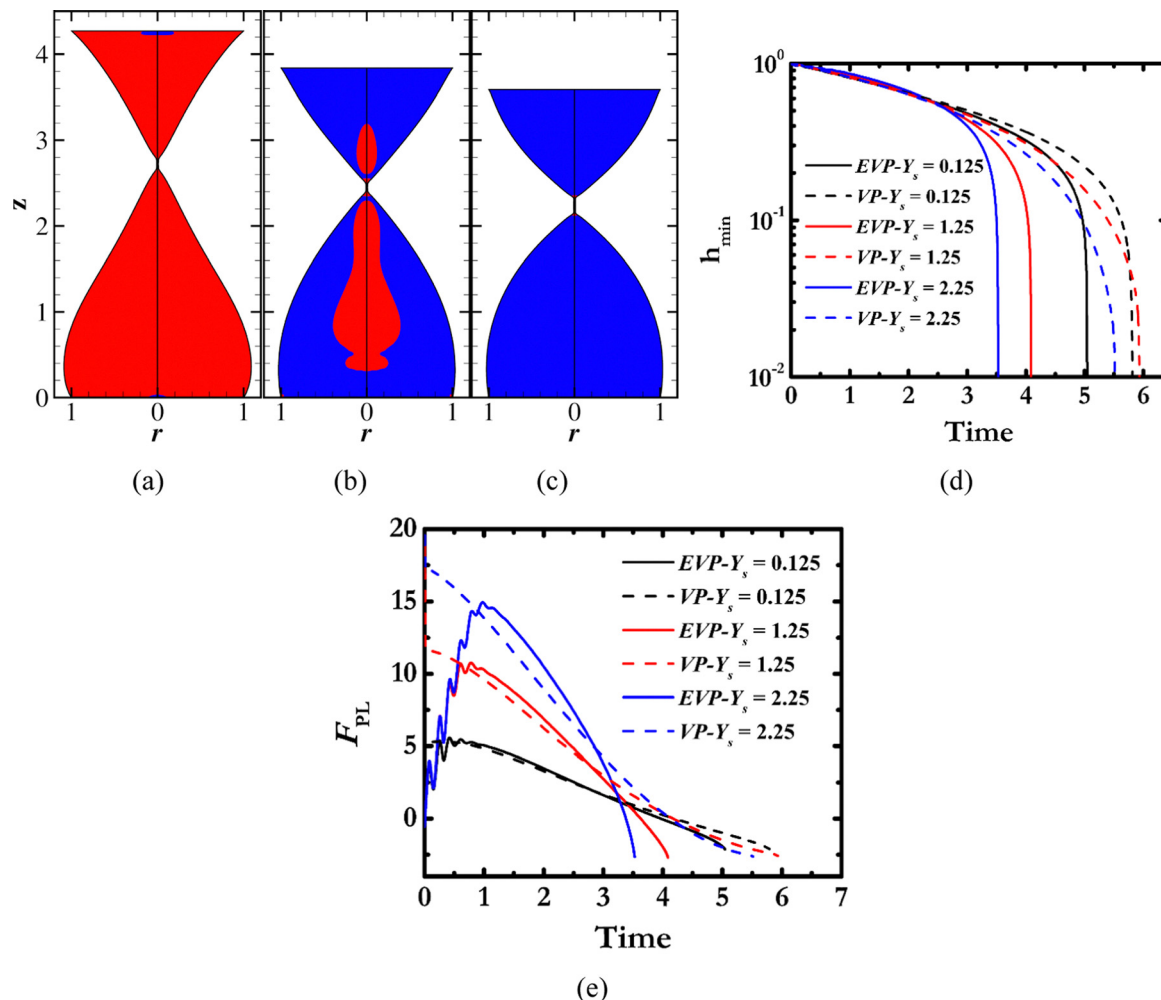 4
3
2
1
0
z
1 0 1
1 0 1
1 0 1
r
r
r
(a)
(b)
(c)
10^0
10^-1
10^-2
h_min
EVP-Y_s = 0.125
VP-Y_s = 0.125
EVP-Y_s = 1.25
VP-Y_s = 1.25
EVP-Y_s = 2.25
VP-Y_s = 2.25
0 1 2 3 4 5 6
Time
(d)
20
15
10
5
0
F_PL
EVP-Y_s = 0.125
VP-Y_s = 0.125
EVP-Y_s = 1.25
VP-Y_s = 1.25
EVP-Y_s = 2.25
VP-Y_s = 2.25
0 1 2 3 4 5 6 7
Time
(e)